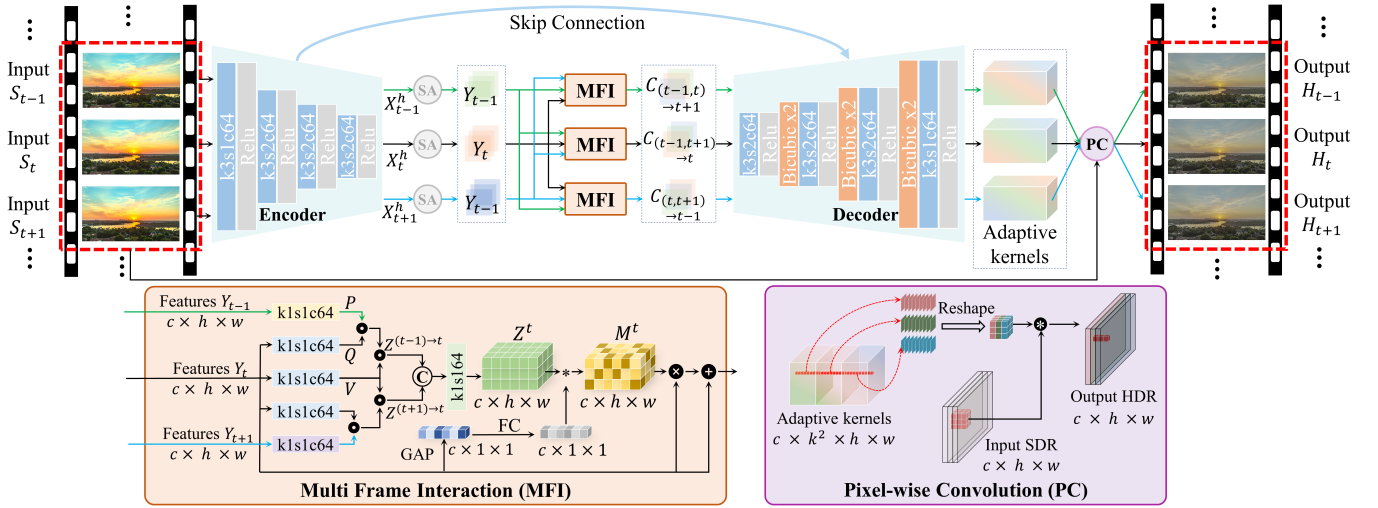 Skip Connection
Input
S_{t-1}
Input
S_t
Input
S_{t+1}
k3s2c64
Relu
k3s2c64
Relu
k3s2c64
Relu
k3s2c64
Relu
Encoder
X^h_{t-1}
X^h_t
X^h_{t+1}
SA
SA
SA
Y_{t-1}
Y_t
Y_{t-1}
MFI
MFI
MFI
C_{(t-1,t)}
→t+1
C_{(t-1,t+1)}
→t
C_{(t,t+1)}
→t-1
k3s2c64
Relu
Bicubic x2
k3s2c64
Relu
Bicubic x2
k3s2c64
Relu
Bicubic x2
k3s1c64
Relu
Decoder
Adaptive
kernels
PC
Output
H_{t-1}
Output
H_t
Output
H_{t+1}
Features Y_{t-1}
c × h × w
Features Y_t
c × h × w
Features Y_{t+1}
c × h × w
k1s1c64
k1s1c64
k1s1c64
k1s1c64
k1s1c64
P
Q
V
Z^{(t-1)→t}
Z^{(t+1)→t}
C
k1s164
Z^t
c × h × w
*
M^t
c × h × w
GAP
c × 1 × 1
FC
c × 1 × 1
Multi Frame Interaction (MFI)
Reshape
Adaptive kernels
c × k² × h × w
Input SDR
c × h × w
Output HDR
c × h × w
Pixel-wise Convolution (PC)